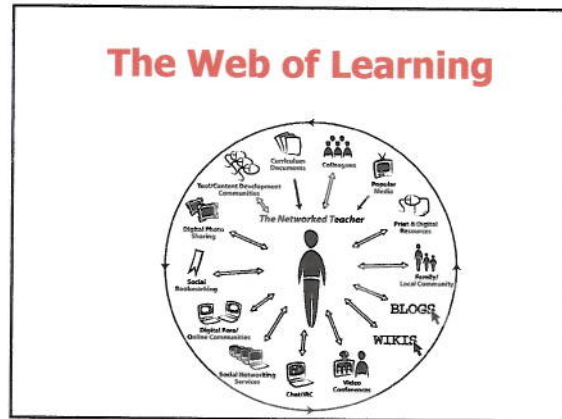 The Web of Learning
Curriculum
Documents
Colleagues
Popular
Media
Tool/Content Development
Communities
The Networked Teacher
Digital Photo
Sharing
Print & Digital
Resources
Social
Bookmarking
Family/
Local Community
BLOGS
Digital Fora/
Online Communities
WIKIS
Social Networking
Services
Chat/IRC
Video
Conferences